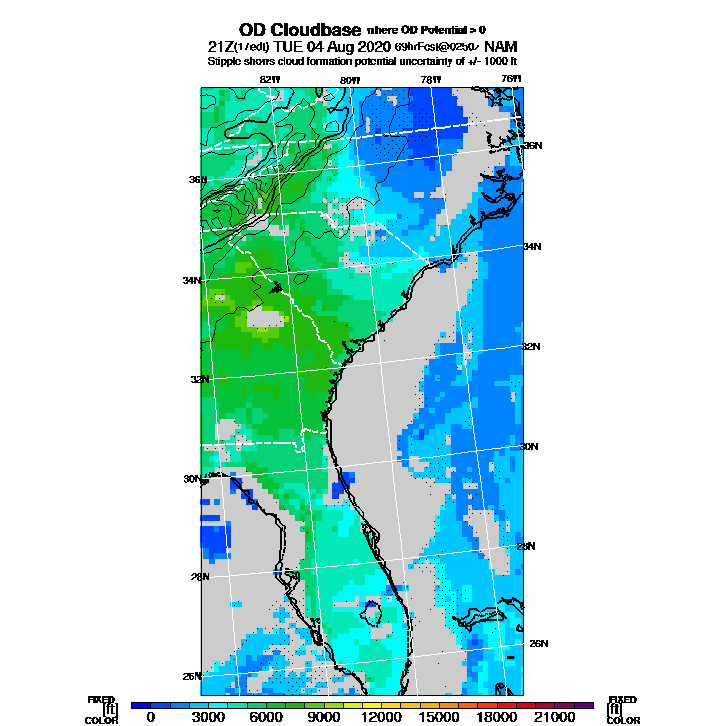 OD Cloudbase where OD Potential > 0
21Z(17edt) TUE 04 Aug 2020 69hrFcst@0250z NAM
Stipple shows cloud formation potential uncertainty of +/- 1000 ft
82W 80W 78W 76W
36N
36N
34N
34N
32N
32N
30N
30N
28N
28N
26N
26N
FIXED FIXED
[ft] 0 3000 6000 9000 12000 15000 18000 21000 [ft]
COLOR COLOR